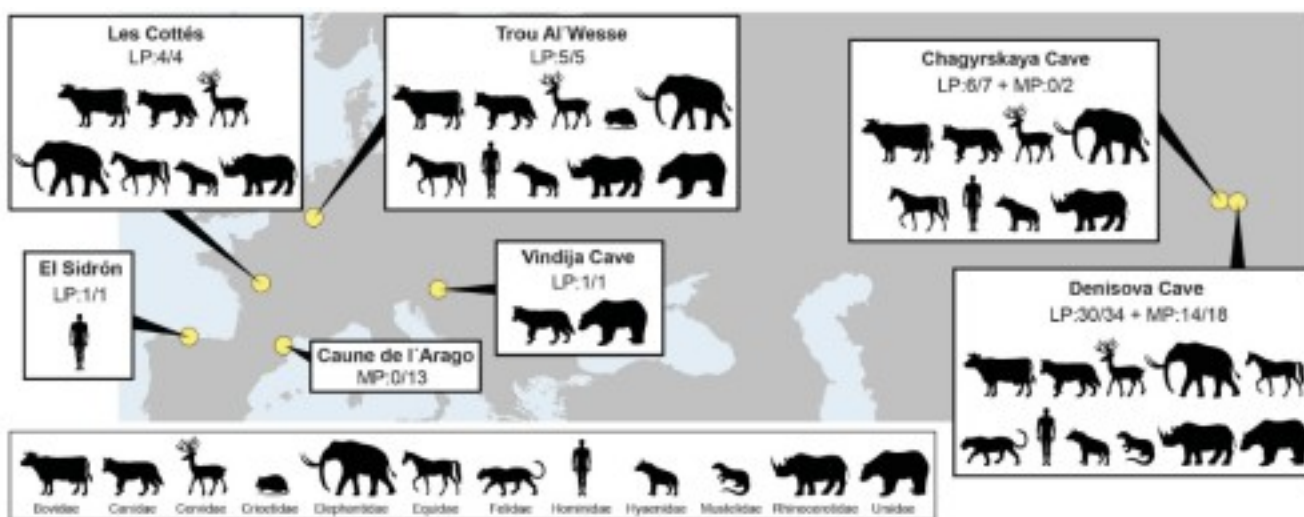 Les Cottés
LP:4/4
Trou Al'Wesse
LP:5/5
Chagyrskaya Cave
LP:6/7 + MP:0/2
El Sidrón
LP:1/1
Vindija Cave
LP:1/1
Caune de l'Arago
MP:0/13
Denisova Cave
LP:30/34 + MP:14/18
Bovidae Canidae Cervidae Cricetidae Elephantidae Equidae Felidae Hominidae Hyaenidae Mustelidae Rhinocerotidae Ursidae